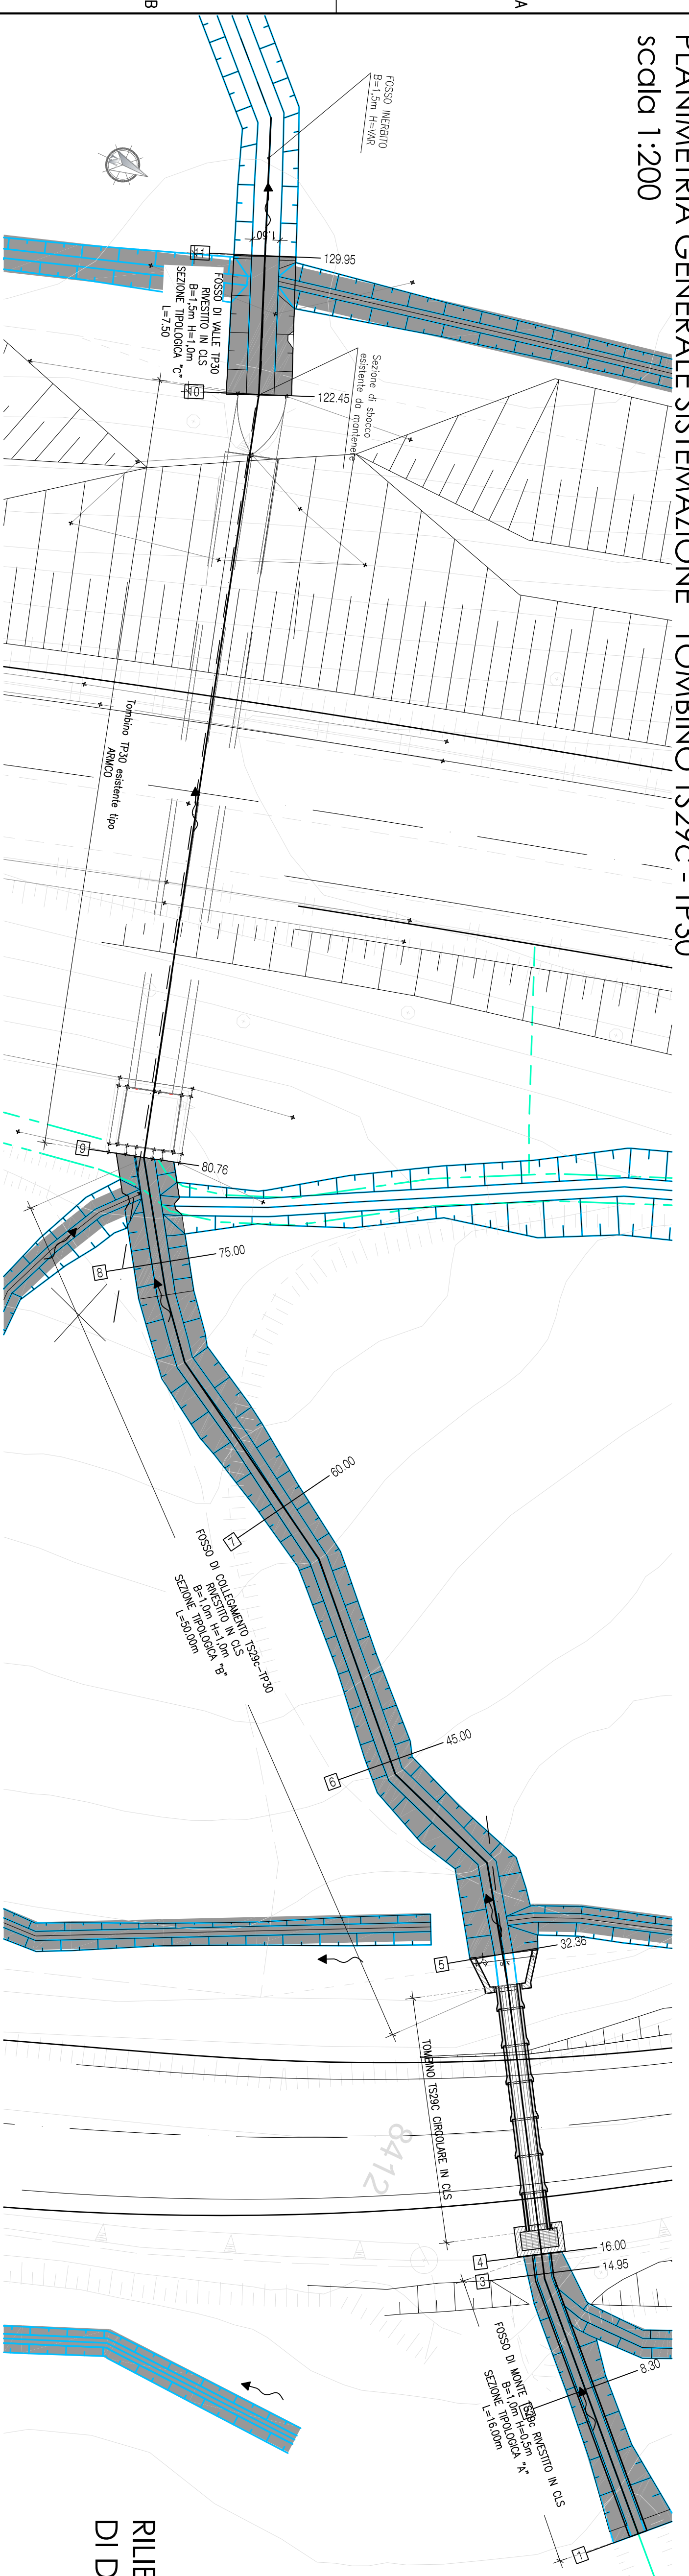 B
A
PLANIMETRIA GENERALE SISTEMAZIONE TOMBINO TS29C - TP30
scala 1:200
FOSSO INERBITO
B=1,5m H=VAR
1.50
11
129.95
FOSSO DI VALLE TP30
RIVESTITO IN CLS
B=1,5m H=1,0m
SEZIONE TIPOLOGICA "C"
L=7.50
10
122.45
Sezione di sbocco
esistente da mantenere
Tombino TP30 esistente tipo
ARMCO
9
80.76
8
75.00
7
60.00
FOSSO DI COLLEGAMENTO TS29c-TP30
RIVESTITO IN CLS
B=1,0m H=1,0m
SEZIONE TIPOLOGICA "B"
L=50.00m
6
45.00
5
32.36
TOMBINO TS29C CIRCOLARE IN CLS
8412
4
16.00
3
14.95
8.30
FOSSO DI MONTE TS29c RIVESTITO IN CLS
B=1,0m H=0,5m
SEZIONE TIPOLOGICA "A"
L=16.00m
1
RILIE
DI D